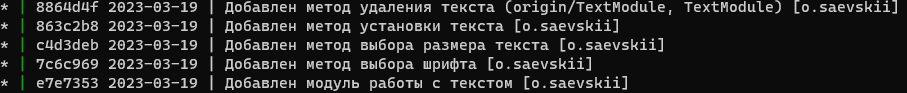 * | 8864d4f 2023-03-19 | Добавлен метод удаления текста (origin/TextModule, TextModule) [o.saevskii]
* | 863c2b8 2023-03-19 | Добавлен метод установки текста [o.saevskii]
* | c4d3deb 2023-03-19 | Добавлен метод выбора размера текста [o.saevskii]
* | 7c6c969 2023-03-19 | Добавлен метод выбора шрифта [o.saevskii]
* | e7e7353 2023-03-19 | Добавлен модуль работы с текстом [o.saevskii]